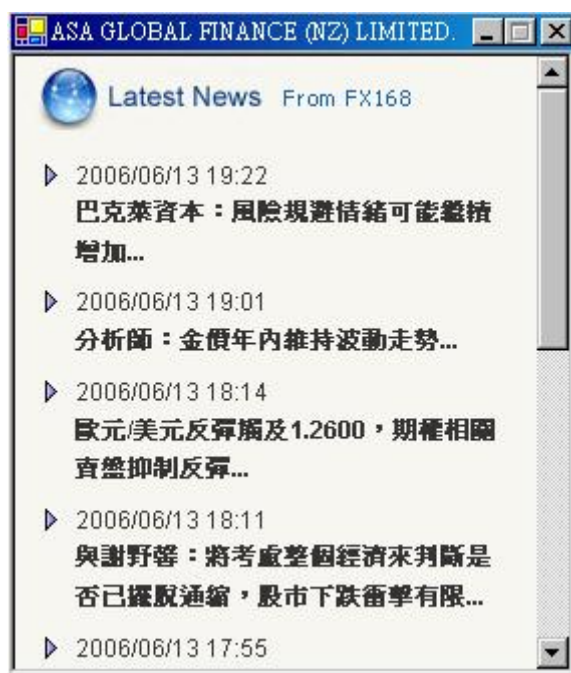 ASA GLOBAL FINANCE (NZ) LIMITED.
Latest News From FX168
2006/06/13 19:22
巴克萊資本：風險規避情緒可能繼續
增加...
2006/06/13 19:01
分析師：金價年內維持波動走勢...
2006/06/13 18:14
歐元/美元反彈觸及1.2600，期權相關
賣盤抑制反彈...
2006/06/13 18:11
與謝野馨：將考慮整個經濟來判斷是
否已擺脫通縮，股市下跌衝擊有限...
2006/06/13 17:55